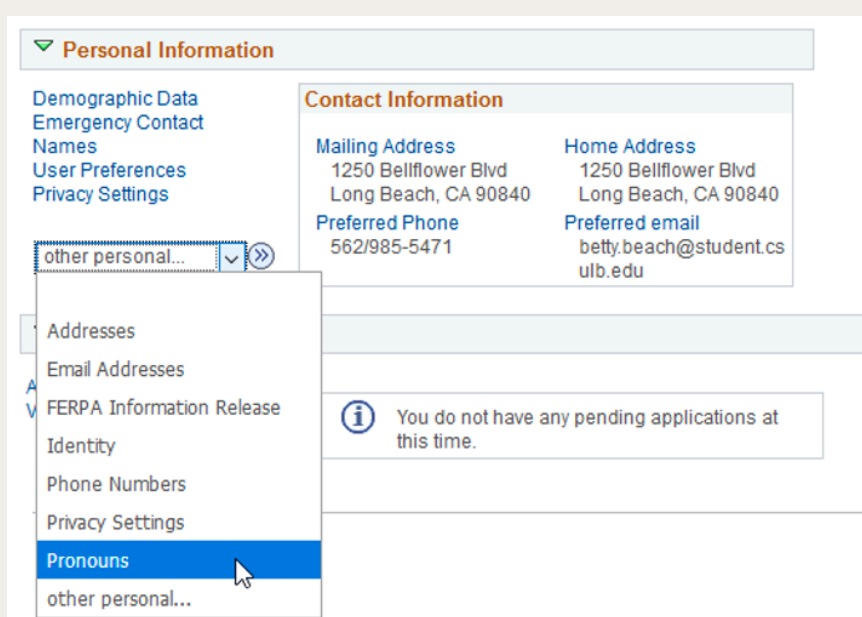 Personal Information
Demographic Data
Emergency Contact
Names
User Preferences
Privacy Settings
other personal...
Contact Information
Mailing Address
1250 Bellflower Blvd
Long Beach, CA 90840
Home Address
1250 Bellflower Blvd
Long Beach, CA 90840
Preferred Phone
562/985-5471
Preferred email
betty.beach@student.cs
ulb.edu
Addresses
Email Addresses
FERPA Information Release
Identity
Phone Numbers
Privacy Settings
Pronouns
other personal...
A
V
You do not have any pending applications at
this time.